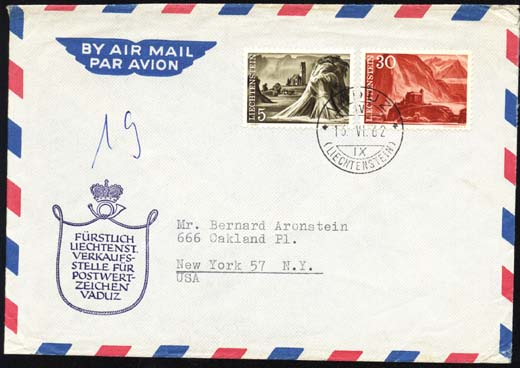 BY AIR MAIL
PAR AVION
5
LIECHTENSTEIN
30
LIECHTENSTEIN
13. VI. 62
IX
(LIECHTENSTEIN)
19
FÜRSTLICH
LIECHTENST.
VERKAUFS-
STELLE FÜR
POSTWERT-
ZEICHEN
VADUZ
Mr. Bernard Aronstein
666 Oakland Pl.
New York 57 N.Y.
USA